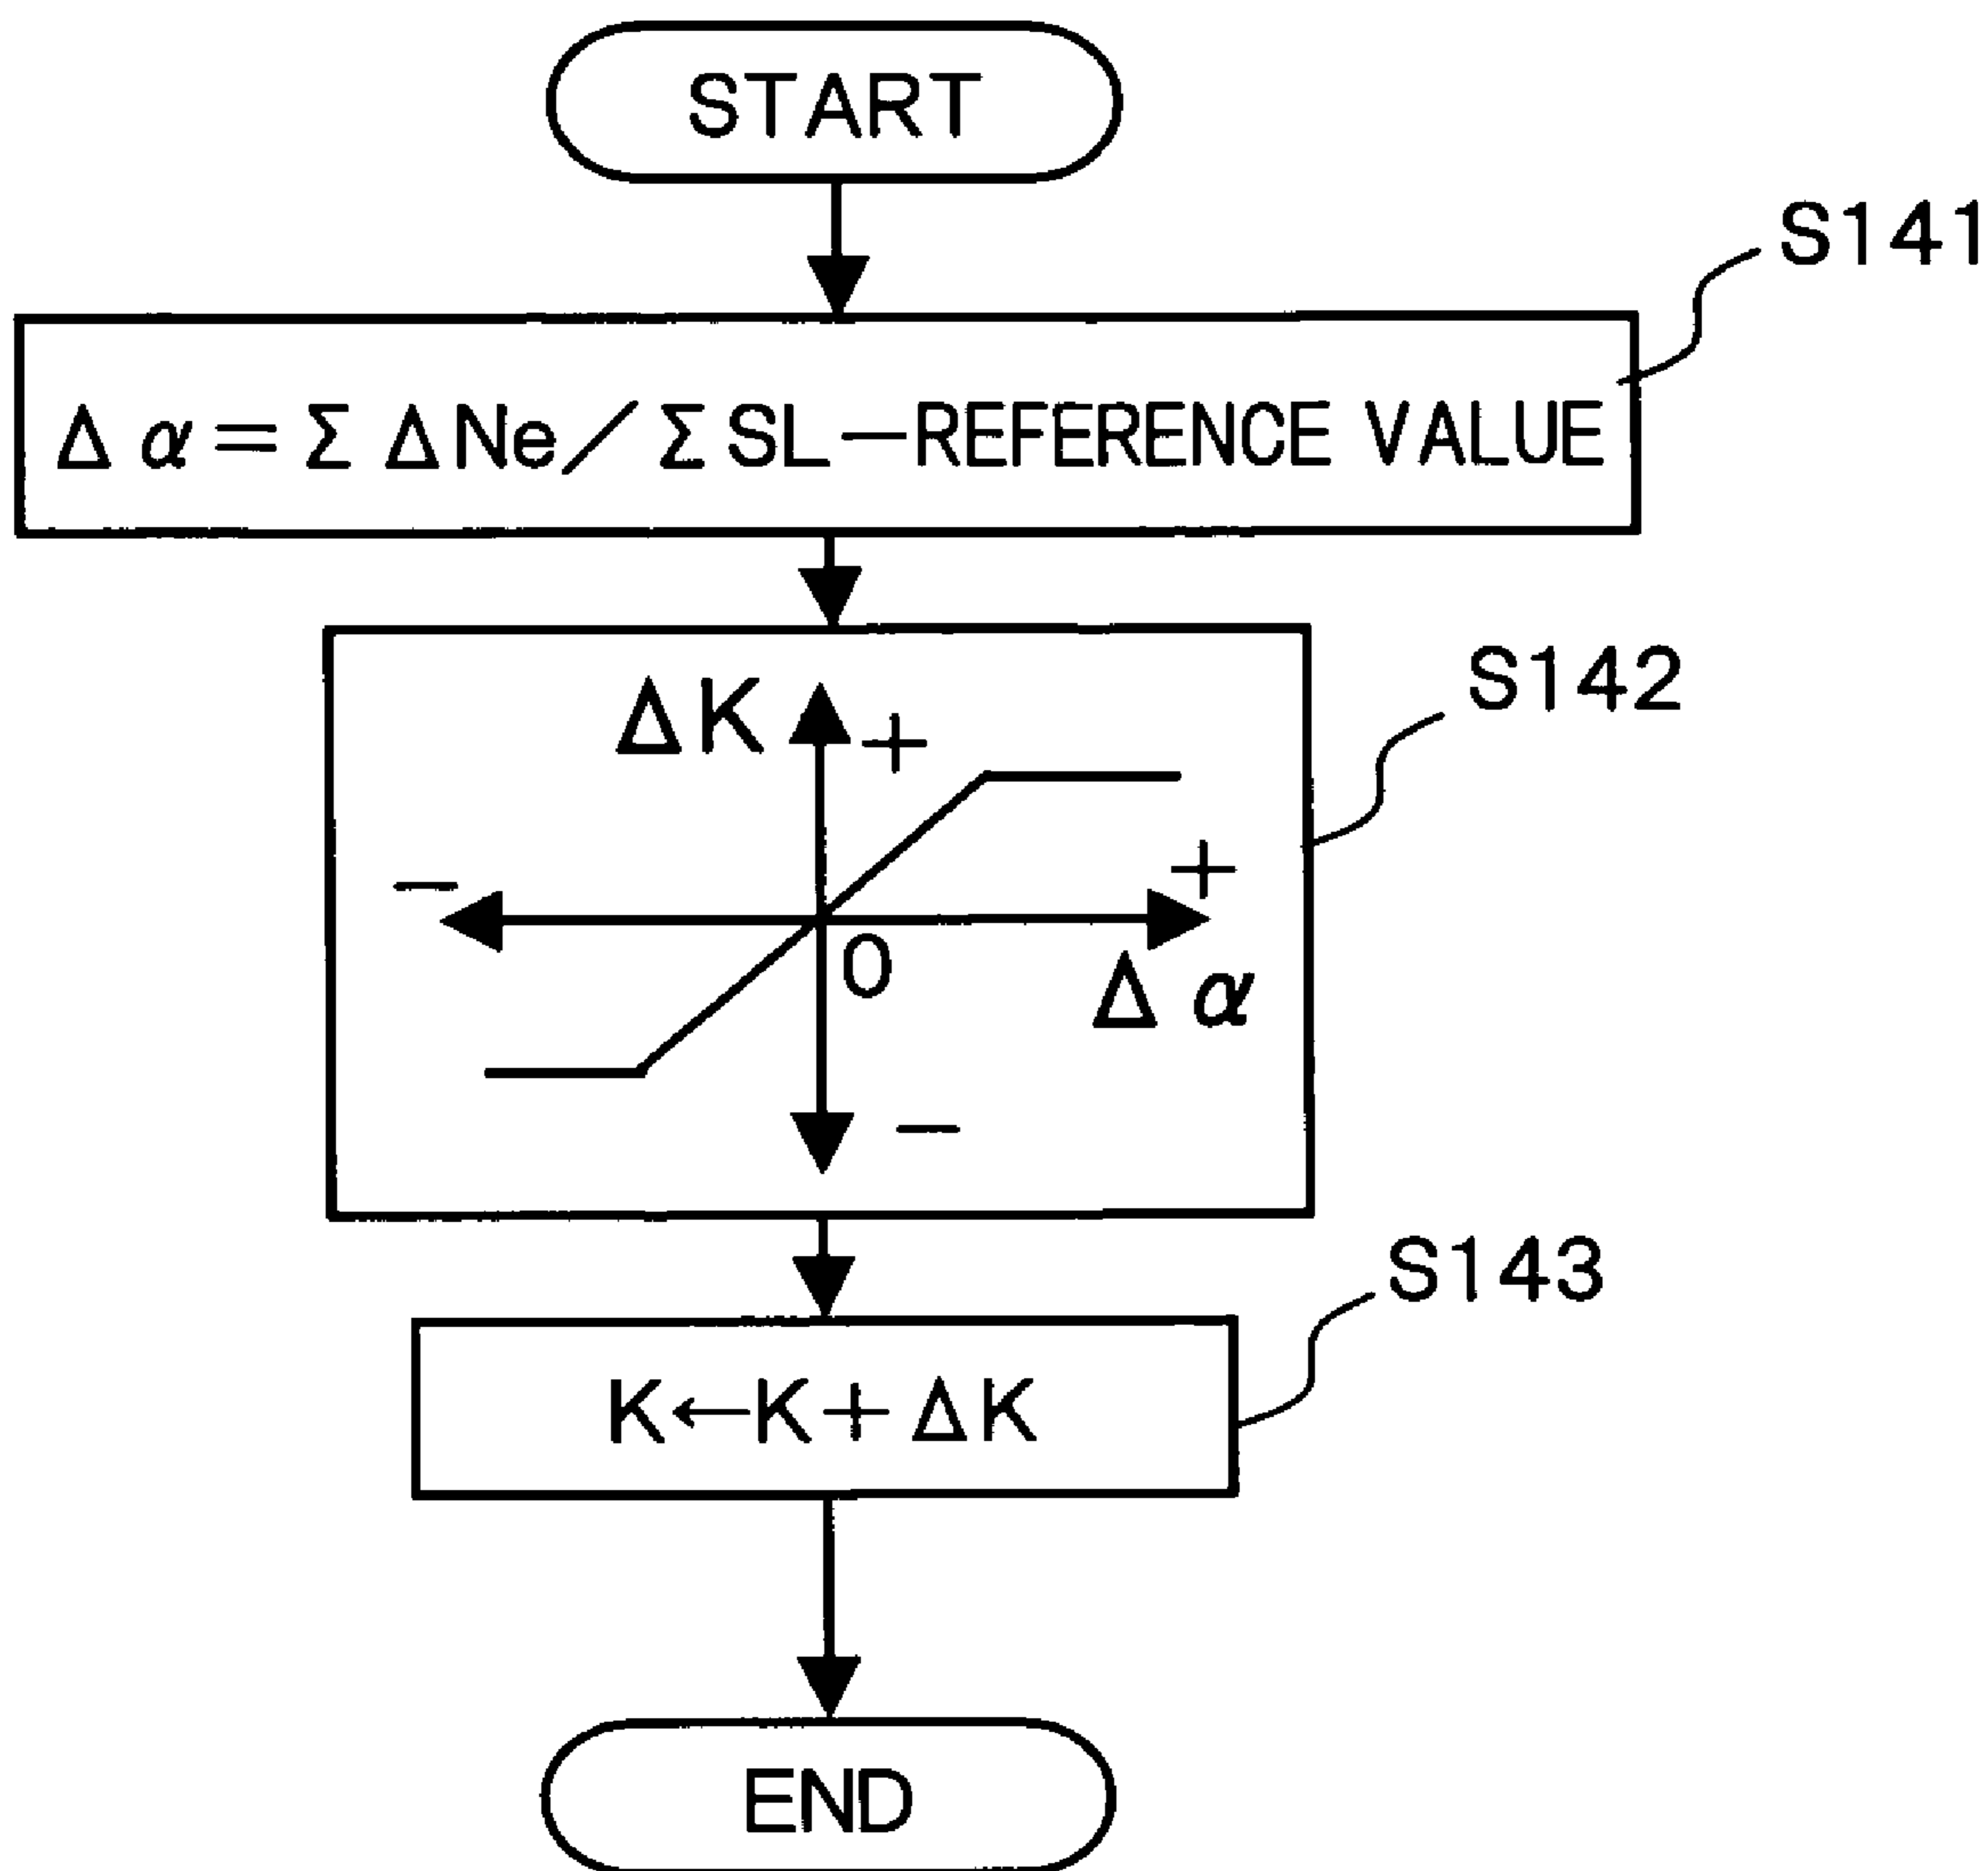 START
S141
Δα=ΣΔNe/ΣSL-REFERENCE VALUE
S142
ΔK
+
+
-
0
Δα
-
S143
K←K+ΔK
END